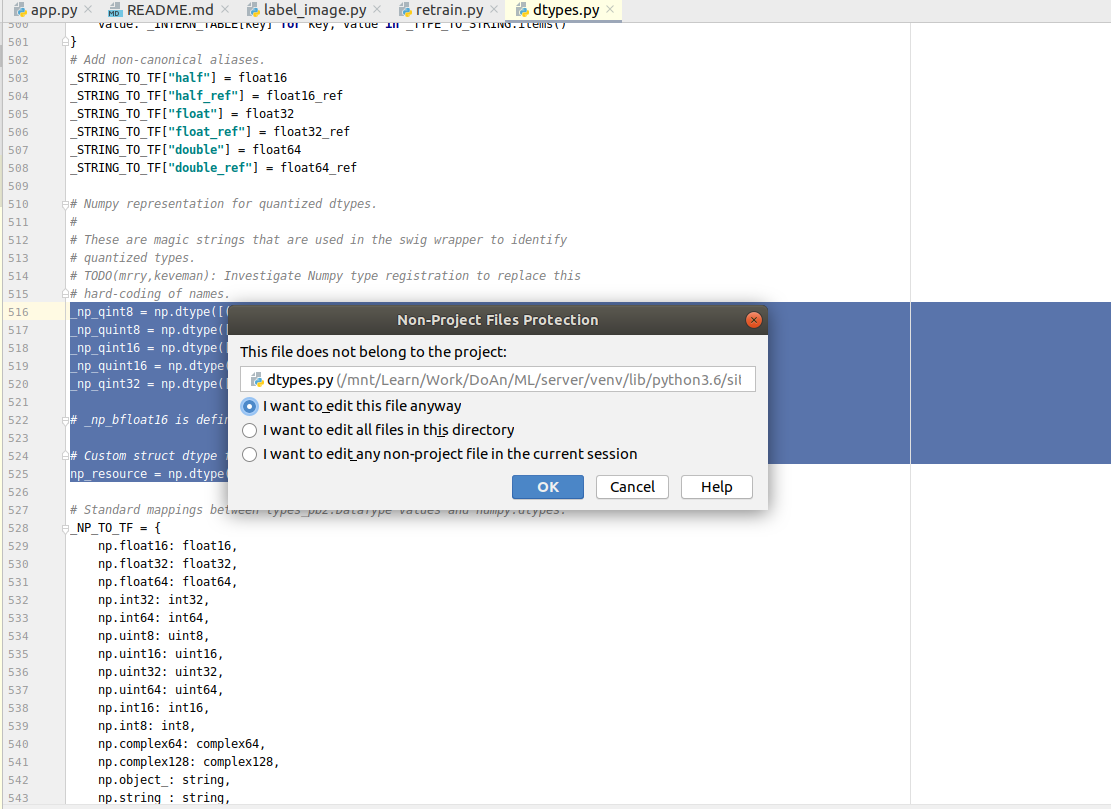 app.py
README.md
label_image.py
retrain.py
dtypes.py
500 value: _INTERN_TABLE[key] for key, value in _TYPE_TO_STRING.items()
501 }
502 # Add non-canonical aliases.
503 _STRING_TO_TF["half"] = float16
504 _STRING_TO_TF["half_ref"] = float16_ref
505 _STRING_TO_TF["float"] = float32
506 _STRING_TO_TF["float_ref"] = float32_ref
507 _STRING_TO_TF["double"] = float64
508 _STRING_TO_TF["double_ref"] = float64_ref
509
510 # Numpy representation for quantized dtypes.
511 #
512 # These are magic strings that are used in the swig wrapper to identify
513 # quantized types.
514 # TODO(mrry,keveman): Investigate Numpy type registration to replace this
515 # hard-coding of names.
516 _np_qint8 = np.dtype([(
517 _np_quint8 = np.dtype([
518 _np_qint16 = np.dtype([
519 _np_quint16 = np.dtype(
520 _np_qint32 = np.dtype([
521
522 # _np_bfloat16 is defin
523
524 # Custom struct dtype f
525 np_resource = np.dtype(
526
527 # Standard mappings between types_pb2.DataType values and numpy.dtypes.
528 _NP_TO_TF = {
529 np.float16: float16,
530 np.float32: float32,
531 np.float64: float64,
532 np.int32: int32,
533 np.int64: int64,
534 np.uint8: uint8,
535 np.uint16: uint16,
536 np.uint32: uint32,
537 np.uint64: uint64,
538 np.int16: int16,
539 np.int8: int8,
540 np.complex64: complex64,
541 np.complex128: complex128,
542 np.object_: string,
543 np.string_: string,
Non-Project Files Protection
This file does not belong to the project:
dtypes.py (/mnt/Learn/Work/DoAn/ML/server/venv/lib/python3.6/sit
I want to edit this file anyway
I want to edit all files in this directory
I want to edit any non-project file in the current session
OK
Cancel
Help